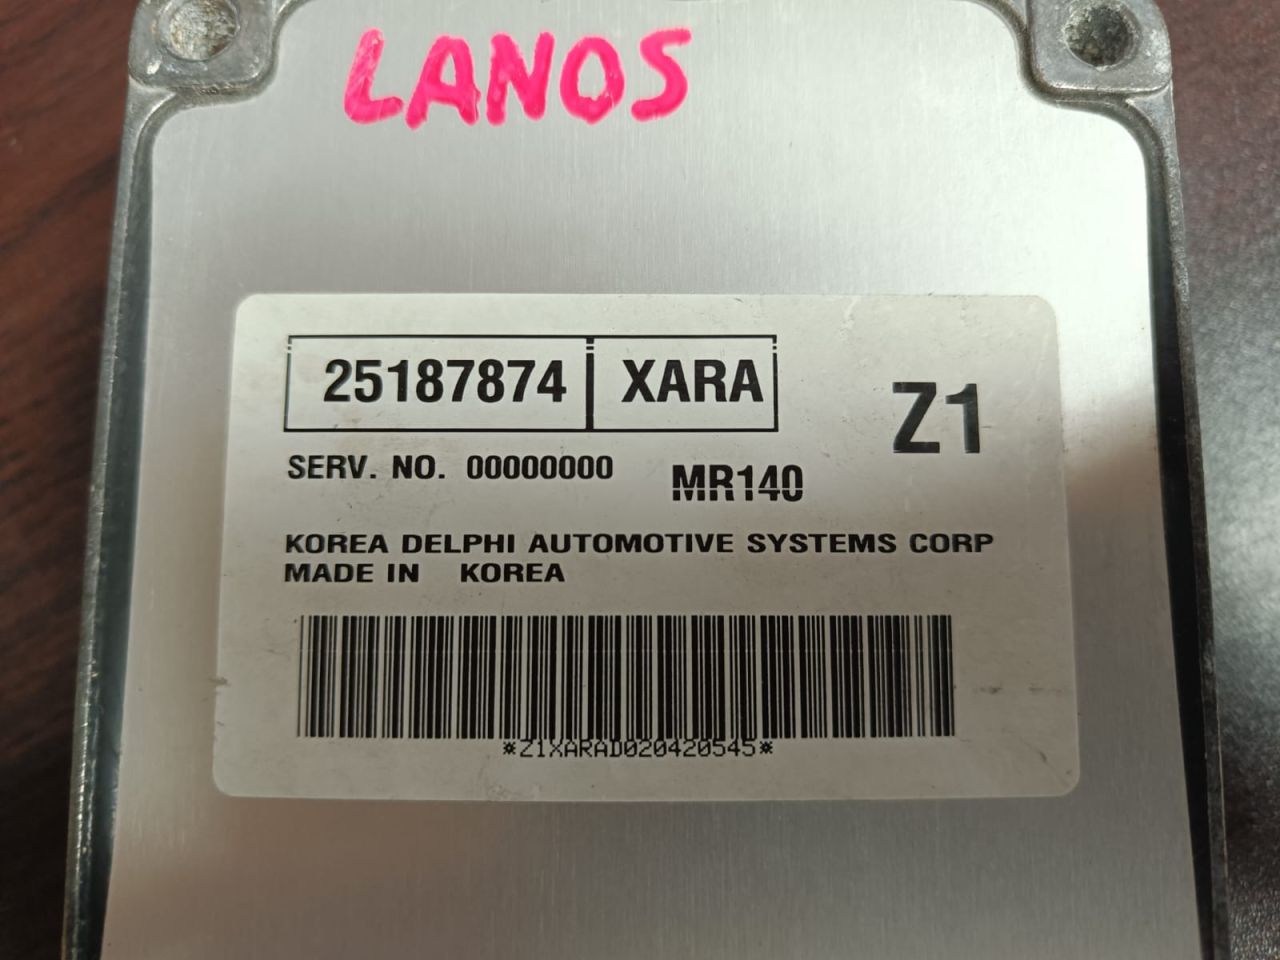 LANOS
25187874 XARA
Z1
SERV. NO. 00000000 MR140
KOREA DELPHI AUTOMOTIVE SYSTEMS CORP
MADE IN KOREA
*Z1XARAD020420545*